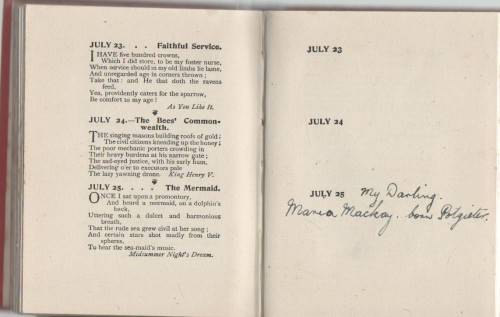 JULY 23. . . Faithful Service.
I HAVE five hundred crowns,
Which I did store, to be my foster nurse,
When service should in my old limbs lie lame,
And unregarded age in corners thrown;
Take that: and He that doth the ravens
feed,
Yea, providently caters for the sparrow,
Be comfort to my age!
As You Like It.
JULY 24.—The Bees' Common-
wealth.
THE singing masons building roofs of gold;
The civil citizens kneading up the honey;
The poor mechanic porters crowding in
Their heavy burdens at his narrow gate;
The sad-eyed justice, with his surly hum,
Delivering o'er to executors pale
The lazy yawning drone. King Henry V.
JULY 25. . . . The Mermaid.
ONCE I sat upon a promontory,
And heard a mermaid, on a dolphin's
back,
Uttering such a dulcet and harmonious
breath,
That the rude sea grew civil at her song;
And certain stars shot madly from their
spheres,
To hear the sea-maid's music.
Midsummer Night's Dream.
JULY 23
JULY 24
JULY 25 My Darling.
Maria Mackay. born Potgieter.